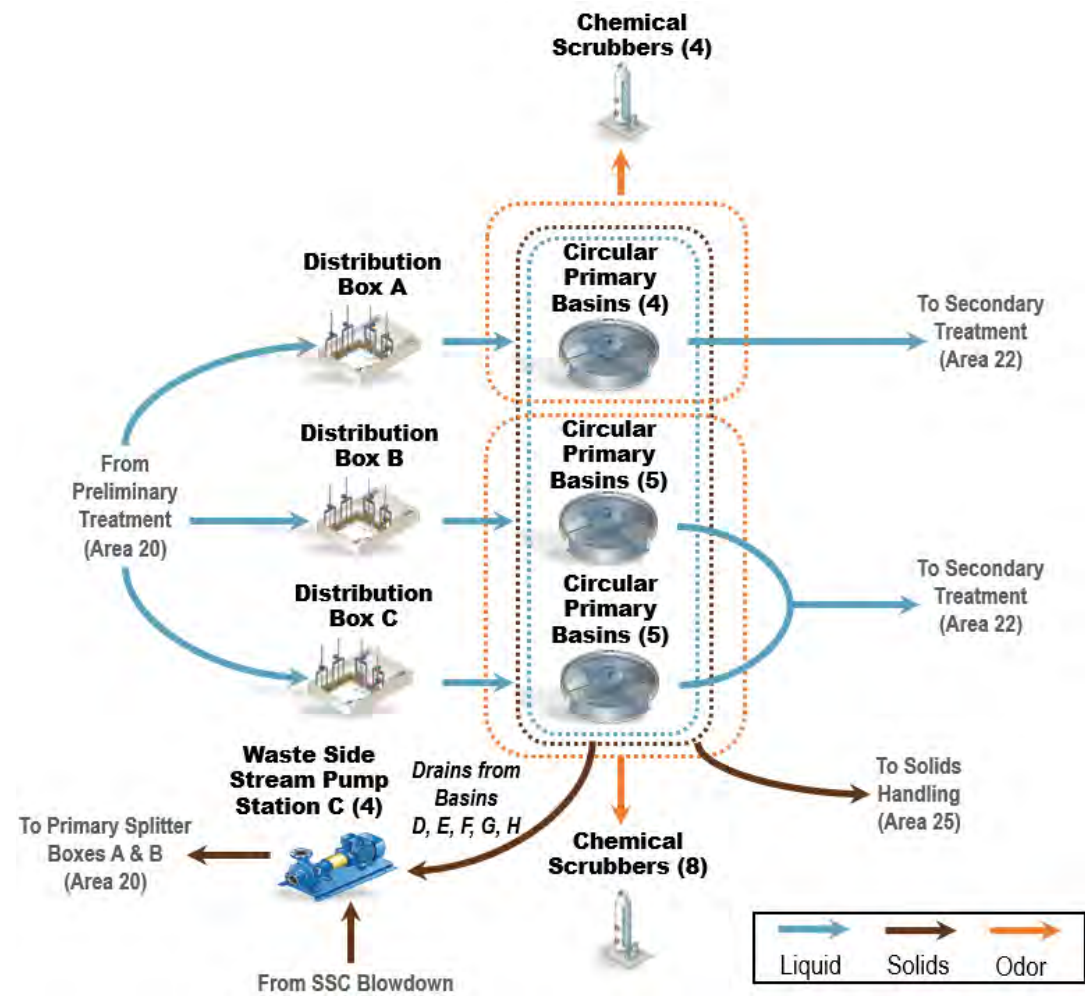 Chemical
Scrubbers (4)
Distribution
Box A
Circular
Primary
Basins (4)
To Secondary
Treatment
(Area 22)
Distribution
Box B
Circular
Primary
Basins (5)
From
Preliminary
Treatment
(Area 20)
Distribution
Box C
Circular
Primary
Basins (5)
To Secondary
Treatment
(Area 22)
Waste Side
Stream Pump
Station C (4)
Drains from
Basins
D, E, F, G, H
To Solids
Handling
(Area 25)
To Primary Splitter
Boxes A & B
(Area 20)
Chemical
Scrubbers (8)
From SSC Blowdown
Liquid
Solids
Odor